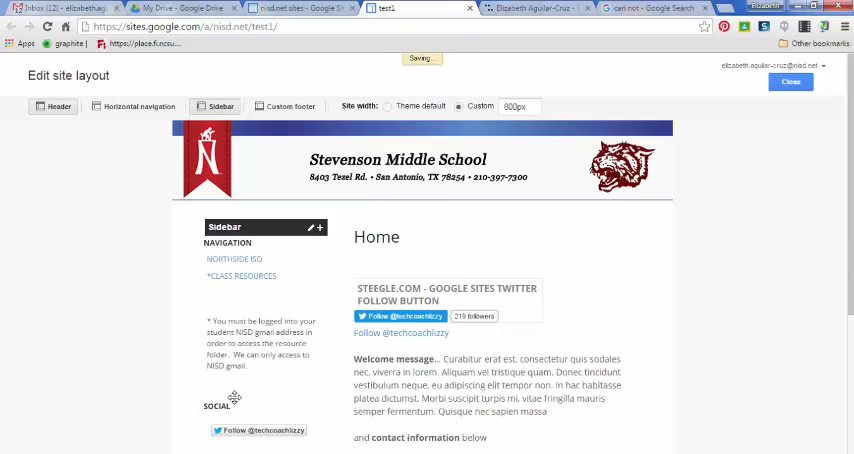 Inbox (12) - elizabethag
My Drive - Google Drive
nisd.net sites - Google Si
test1
Elizabeth Aguilar-Cruz - N
can not - Google Search
Elizabeth
https://sites.google.com/a/nisd.net/test1/
Apps
graphite |
https://place.fi.ncsu...
Other bookmarks
Saving...
elizabeth.aguilar-cruz@nisd.net
Edit site layout
Close
Header
Horizontal navigation
Sidebar
Custom footer
Site width:
Theme default
Custom
800px
N
Stevenson Middle School
8403 Tezel Rd. • San Antonio, TX 78254 • 210-397-7300
Sidebar
NAVIGATION
NORTHSIDE ISD
*CLASS RESOURCES
* You must be logged into your
student NISD gmail address in
order to access the resource
folder. We can only access to
NISD gmail.
SOCIAL
Follow @techcoachlizzy
Home
STEEGLE.COM - GOOGLE SITES TWITTER
FOLLOW BUTTON
Follow @techcoachlizzy
219 followers
Follow @techcoachlizzy
Welcome message... Curabitur erat est, consectetur quis sodales
nec, viverra in lorem. Aliquam vel tristique quam. Donec tincidunt
vestibulum neque, eu adipiscing elit tempor non. In hac habitasse
platea dictumst. Morbi suscipit turpis mi, vitae fringilla mauris
semper fermentum. Quisque nec sapien massa
and contact information below